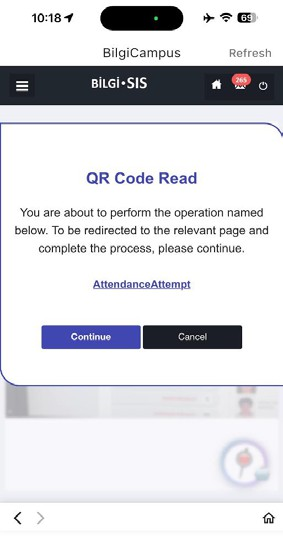 10:18
69
BilgiCampus
Refresh
BİLGİ•SIS
265
QR Code Read
You are about to perform the operation named
below. To be redirected to the relevant page and
complete the process, please continue.
AttendanceAttempt
Continue
Cancel